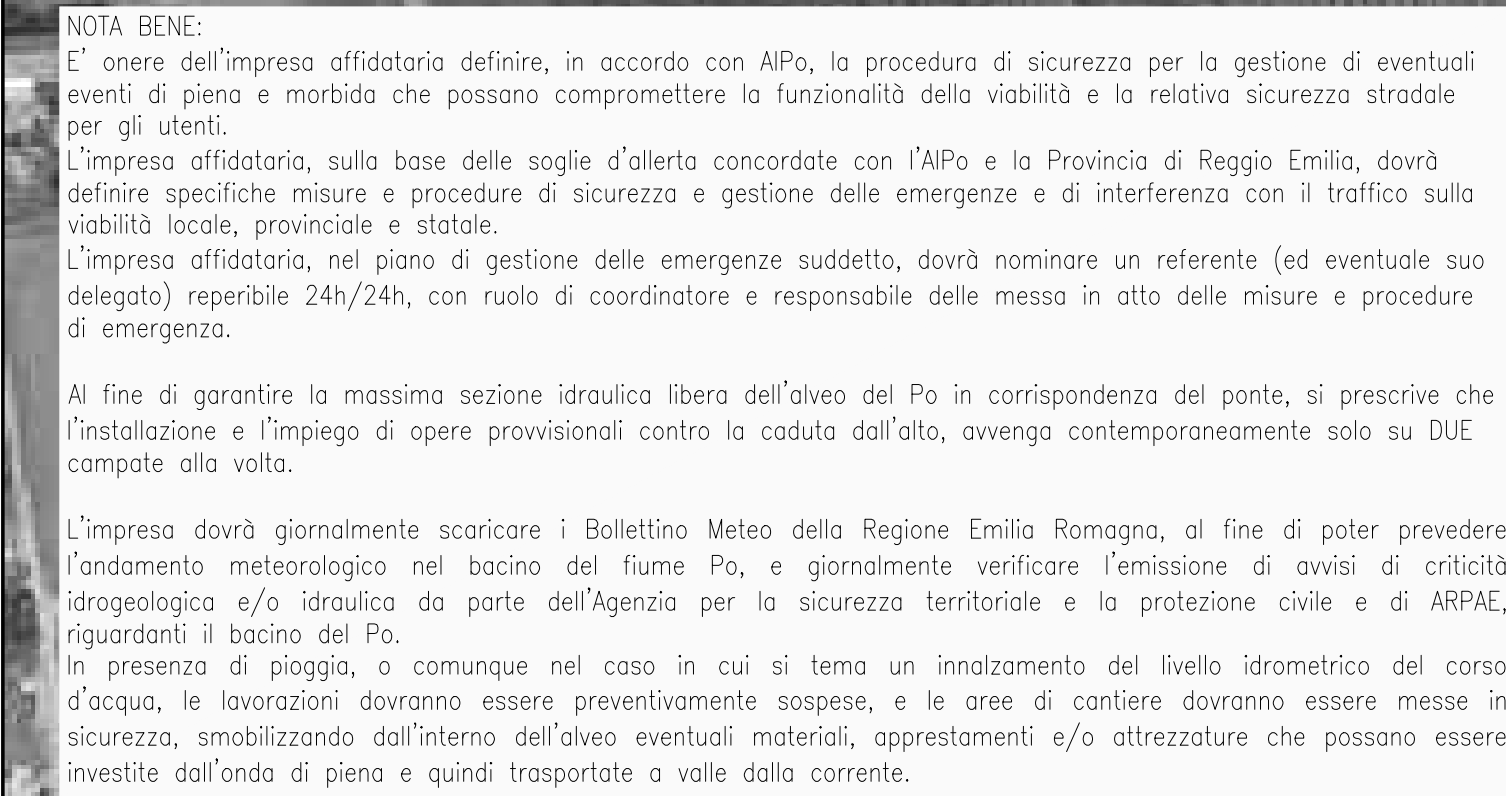 NOTA BENE:
E' onere dell'impresa affidataria definire, in accordo con AIPo, la procedura di sicurezza per la gestione di eventuali
eventi di piena e morbida che possano compromettere la funzionalità della viabilità e la relativa sicurezza stradale
per gli utenti.
L'impresa affidataria, sulla base delle soglie d'allerta concordate con l'AIPo e la Provincia di Reggio Emilia, dovrà
definire specifiche misure e procedure di sicurezza e gestione delle emergenze e di interferenza con il traffico sulla
viabilità locale, provinciale e statale.
L'impresa affidataria, nel piano di gestione delle emergenze suddetto, dovrà nominare un referente (ed eventuale suo
delegato) reperibile 24h/24h, con ruolo di coordinatore e responsabile delle messa in atto delle misure e procedure
di emergenza.
Al fine di garantire la massima sezione idraulica libera dell'alveo del Po in corrispondenza del ponte, si prescrive che
l'installazione e l'impiego di opere provvisionali contro la caduta dall'alto, avvenga contemporaneamente solo su DUE
campate alla volta.
L'impresa dovrà giornalmente scaricare i Bollettino Meteo della Regione Emilia Romagna, al fine di poter prevedere
l'andamento meteorologico nel bacino del fiume Po, e giornalmente verificare l'emissione di avvisi di criticità
idrogeologica e/o idraulica da parte dell'Agenzia per la sicurezza territoriale e la protezione civile e di ARPAE,
riguardanti il bacino del Po.
In presenza di pioggia, o comunque nel caso in cui si tema un innalzamento del livello idrometrico del corso
d'acqua, le lavorazioni dovranno essere preventivamente sospese, e le aree di cantiere dovranno essere messe in
sicurezza, smobilizzando dall'interno dell'alveo eventuali materiali, apprestamenti e/o attrezzature che possano essere
investite dall'onda di piena e quindi trasportate a valle dalla corrente.